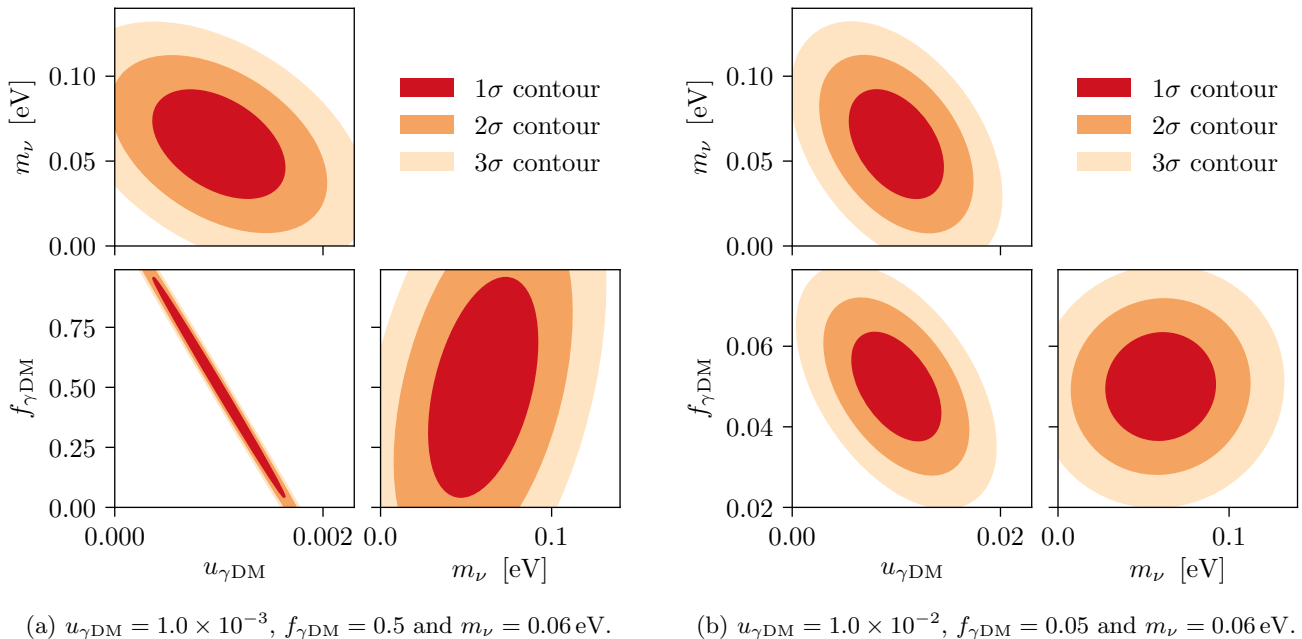 0.10
0.05
0.00
m_ν [eV]
1σ contour
2σ contour
3σ contour
0.75
0.50
0.25
0.00
f_γDM
0.000
0.002
u_γDM
0.0
0.1
m_ν [eV]
(a) u_γDM = 1.0 × 10⁻³, f_γDM = 0.5 and m_ν = 0.06 eV.
0.10
0.05
0.00
m_ν [eV]
1σ contour
2σ contour
3σ contour
0.06
0.04
0.02
f_γDM
0.00
0.02
u_γDM
0.0
0.1
m_ν [eV]
(b) u_γDM = 1.0 × 10⁻², f_γDM = 0.05 and m_ν = 0.06 eV.